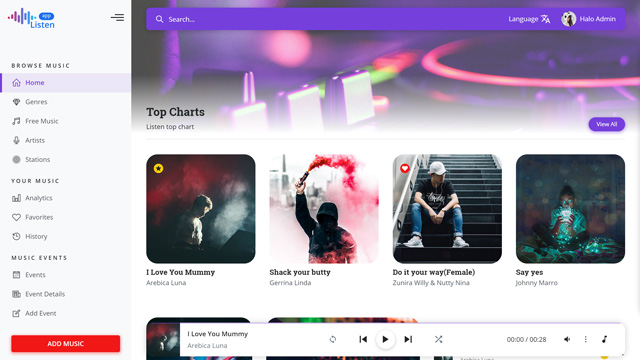 app
Listen
BROWSE MUSIC
Home
Genres
Free Music
Artists
Stations
YOUR MUSIC
Analytics
Favorites
History
MUSIC EVENTS
Events
Event Details
Add Event
ADD MUSIC
Search...
Language
Halo Admin
Top Charts
Listen top chart
View All
I Love You Mummy
Arebica Luna
Shack your butty
Gerrina Linda
Do it your way(Female)
Zunira Willy & Nutty Nina
Say yes
Johnny Marro
I Love You Mummy
Arebica Luna
00:00 / 00:28